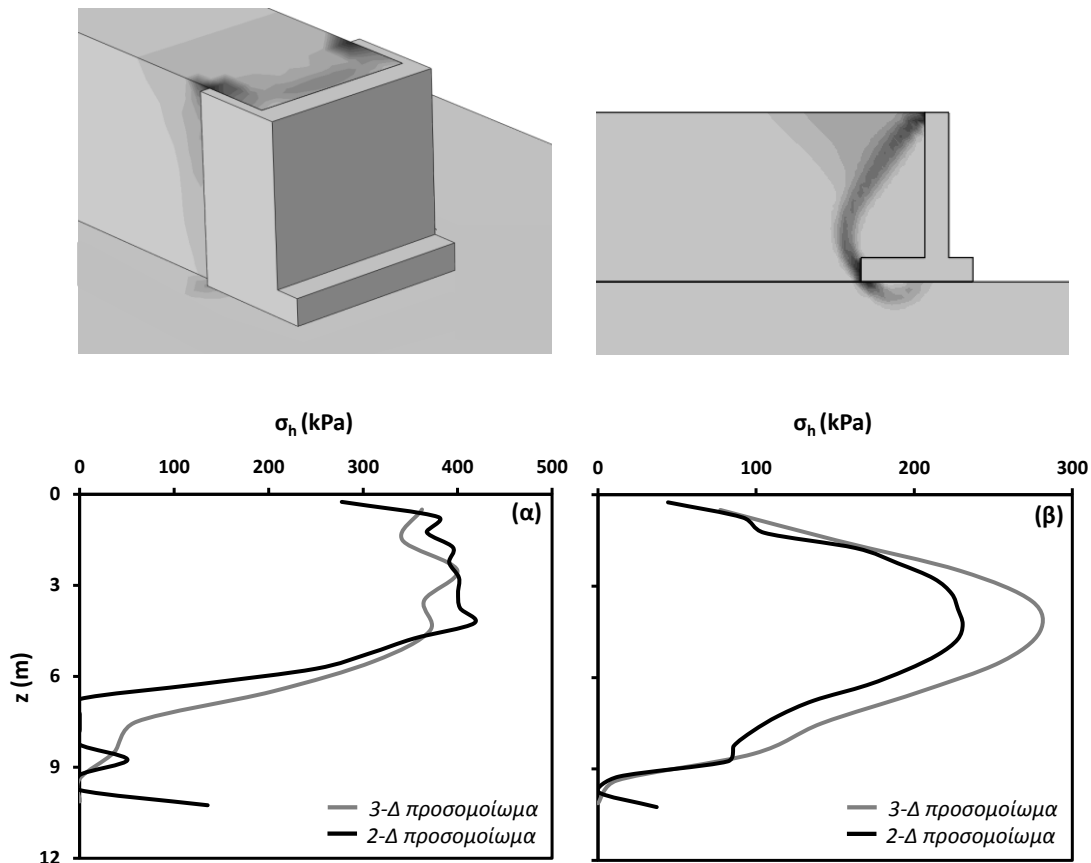 σh (kPa)
0 100 200 300 400 500
0
3
6
9
12
z (m)
(α)
3-Δ προσομοίωμα
2-Δ προσομοίωμα
σh (kPa)
0 100 200 300
(β)
3-Δ προσομοίωμα
2-Δ προσομοίωμα